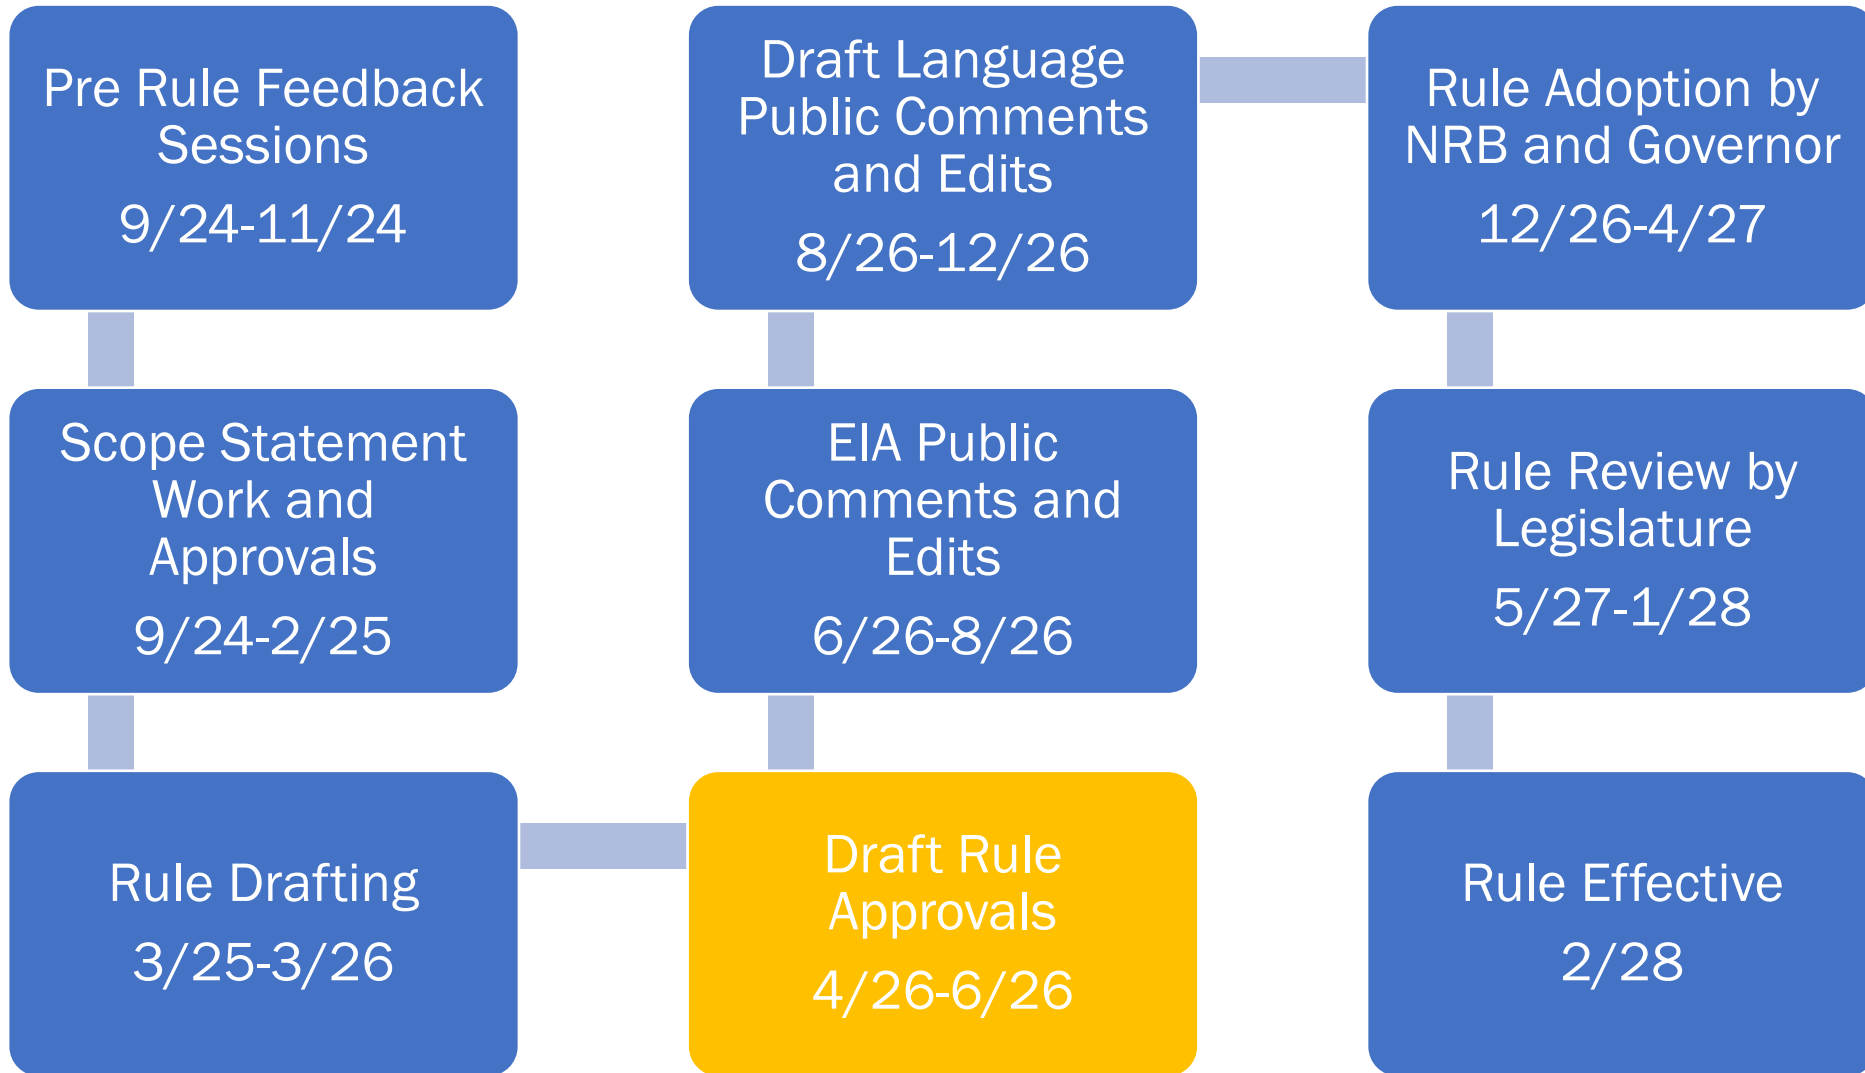 Pre Rule Feedback
Sessions
9/24-11/24
Scope Statement
Work and
Approvals
9/24-2/25
Rule Drafting
3/25-3/26
Draft Rule
Approvals
4/26-6/26
EIA Public
Comments and
Edits
6/26-8/26
Draft Language
Public Comments
and Edits
8/26-12/26
Rule Adoption by
NRB and Governor
12/26-4/27
Rule Review by
Legislature
5/27-1/28
Rule Effective
2/28